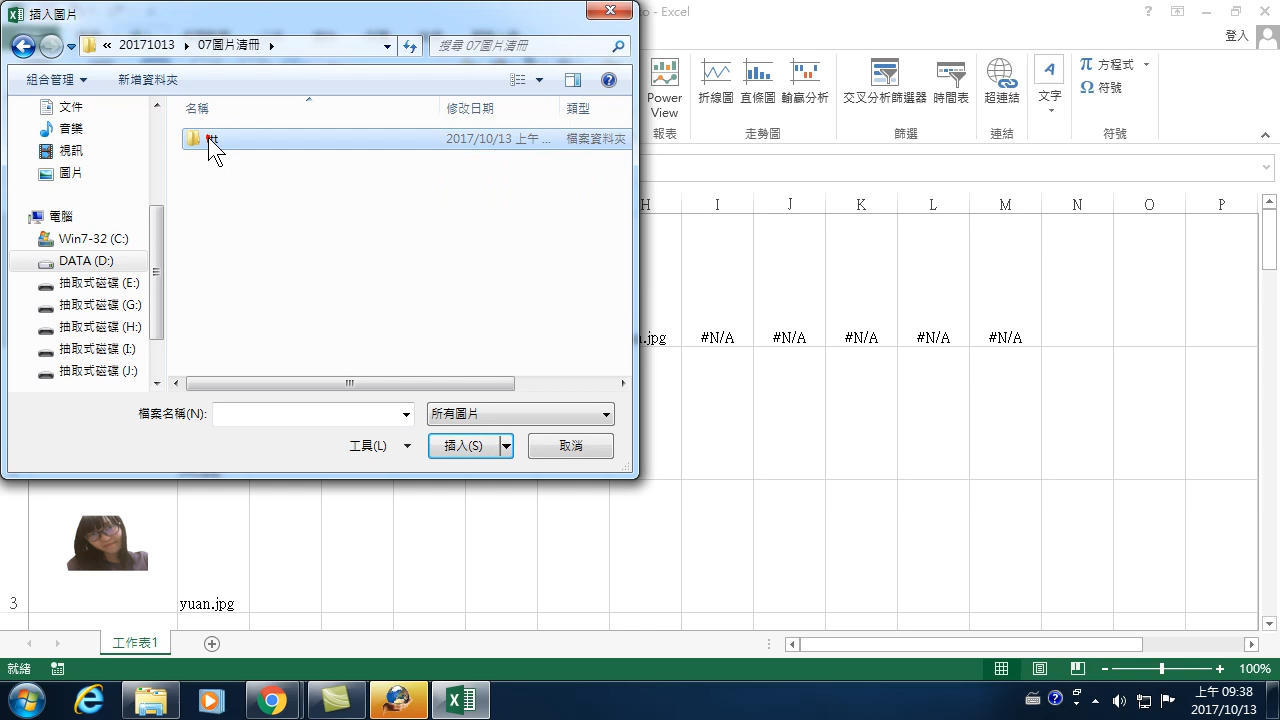 插入圖片
o - Excel
登入
« 20171013 ▸ 07圖片清冊 ▸
搜尋 07圖片清冊
組合管理
新增資料夾
名稱
修改日期
類型
文件
音樂
視訊
圖片
電腦
Win7-32 (C:)
DATA (D:)
抽取式磁碟 (E:)
抽取式磁碟 (G:)
抽取式磁碟 (H:)
抽取式磁碟 (I:)
抽取式磁碟 (J:)
2017/10/13 上午 ...
檔案資料夾
檔案名稱(N):
所有圖片
工具(L)
插入(S)
取消
Power View
報表
折線圖
直條圖
輸贏分析
走勢圖
交叉分析篩選器
時間表
篩選
超連結
連結
文字
π 方程式
Ω 符號
符號
H I J K L M N O P
.jpg #N/A #N/A #N/A #N/A #N/A
3
yuan.jpg
工作表1
就緒
100%
上午 09:38
2017/10/13